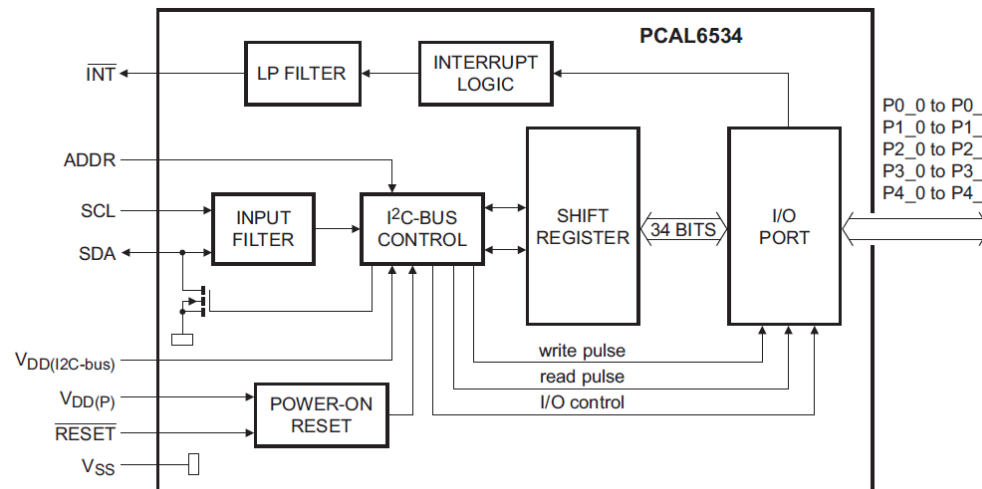 PCAL6534
INT
LP FILTER
INTERRUPT
LOGIC
P0_0 to P0_
P1_0 to P1_
P2_0 to P2_
P3_0 to P3_
P4_0 to P4_
ADDR
SCL
SDA
INPUT
FILTER
I2C-BUS
CONTROL
SHIFT
REGISTER
34 BITS
I/O
PORT
VDD(I2C-bus)
write pulse
read pulse
I/O control
VDD(P)
RESET
POWER-ON
RESET
VSS